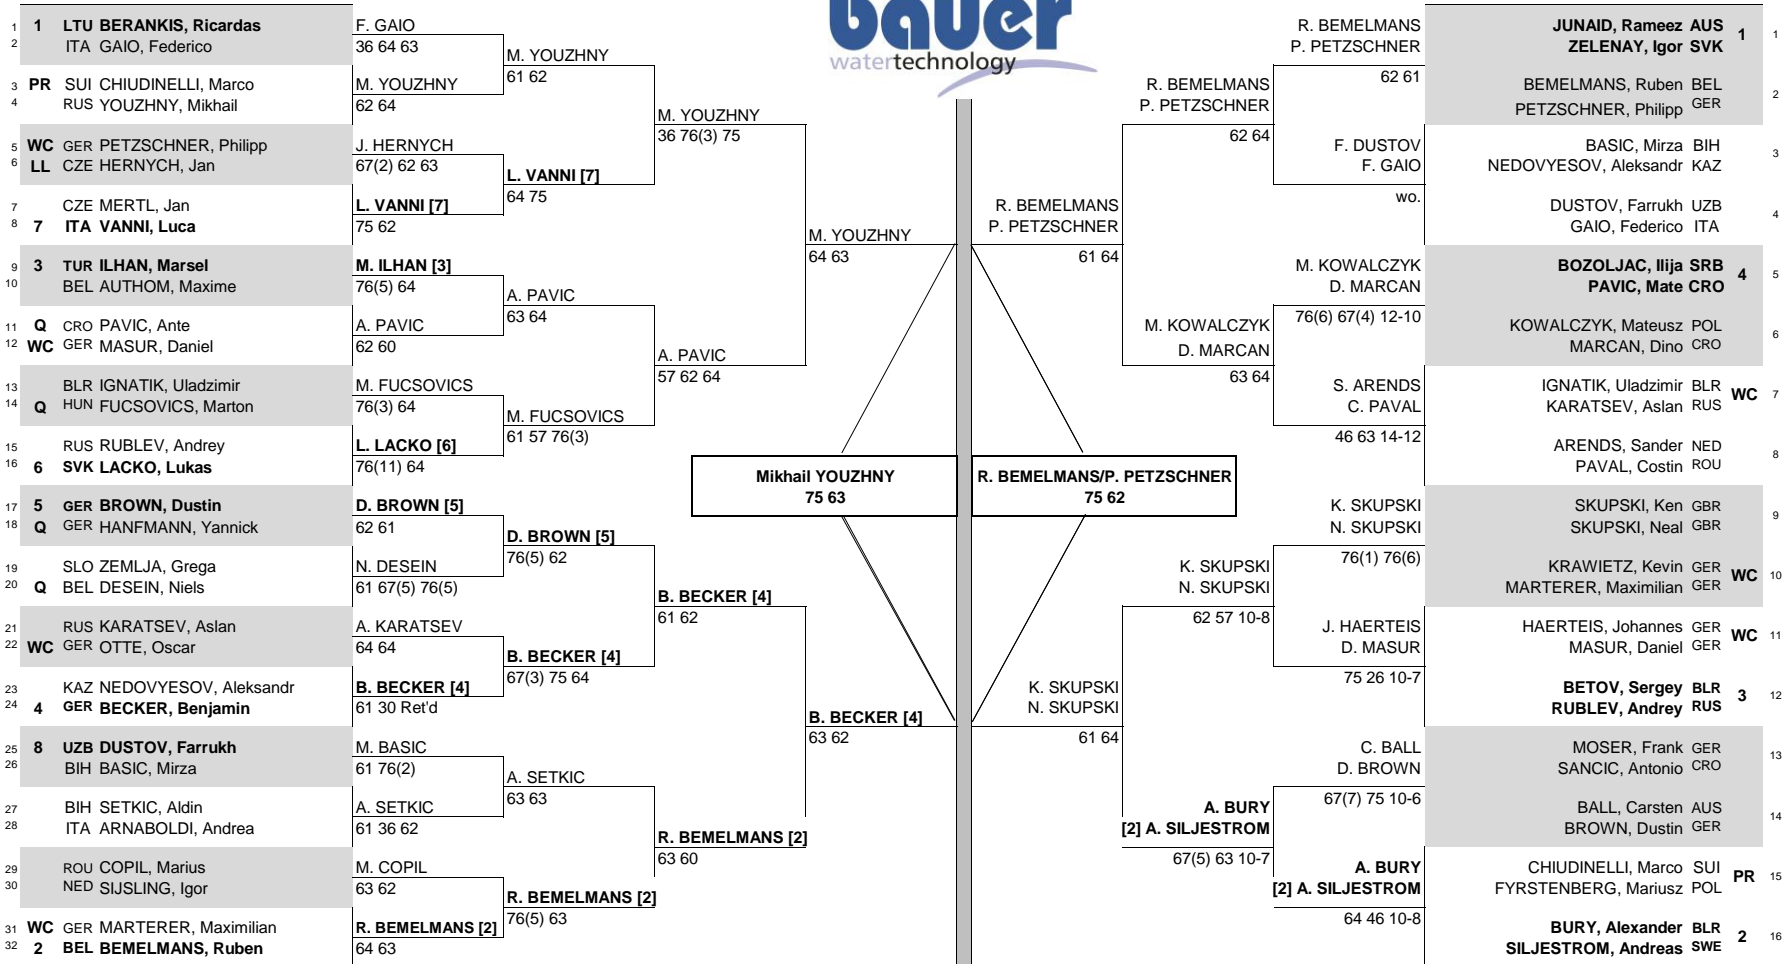 bauer
watertechnology
1 1 LTU BERANKIS, Ricardas
2 ITA GAIO, Federico
3 PR SUI CHIUDINELLI, Marco
4 RUS YOUZHNY, Mikhail
5 WC GER PETZSCHNER, Philipp
6 LL CZE HERNYCH, Jan
7 CZE MERTL, Jan
8 7 ITA VANNI, Luca
9 3 TUR ILHAN, Marsel
10 BEL AUTHOM, Maxime
11 Q CRO PAVIC, Ante
12 WC GER MASUR, Daniel
13 BLR IGNATIK, Uladzimir
14 Q HUN FUCSOVICS, Marton
15 RUS RUBLEV, Andrey
16 6 SVK LACKO, Lukas
17 5 GER BROWN, Dustin
18 Q GER HANFMANN, Yannick
19 SLO ZEMLJA, Grega
20 Q BEL DESEIN, Niels
21 RUS KARATSEV, Aslan
22 WC GER OTTE, Oscar
23 KAZ NEDOVYESOV, Aleksandr
24 4 GER BECKER, Benjamin
25 8 UZB DUSTOV, Farrukh
26 BIH BASIC, Mirza
27 BIH SETKIC, Aldin
28 ITA ARNABOLDI, Andrea
29 ROU COPIL, Marius
30 NED SIJSLING, Igor
31 WC GER MARTERER, Maximilian
32 2 BEL BEMELMANS, Ruben
F. GAIO
36 64 63
M. YOUZHNY
62 64
J. HERNYCH
67(2) 62 63
L. VANNI [7]
75 62
M. ILHAN [3]
76(5) 64
A. PAVIC
62 60
M. FUCSOVICS
76(3) 64
L. LACKO [6]
76(11) 64
D. BROWN [5]
62 61
N. DESEIN
61 67(5) 76(5)
A. KARATSEV
64 64
B. BECKER [4]
61 30 Ret'd
M. BASIC
61 76(2)
A. SETKIC
61 36 62
M. COPIL
63 62
R. BEMELMANS [2]
64 63
M. YOUZHNY
61 62
L. VANNI [7]
64 75
A. PAVIC
63 64
M. FUCSOVICS
61 57 76(3)
D. BROWN [5]
76(5) 62
B. BECKER [4]
67(3) 75 64
A. SETKIC
63 63
R. BEMELMANS [2]
76(5) 63
M. YOUZHNY
36 76(3) 75
A. PAVIC
57 62 64
B. BECKER [4]
61 62
R. BEMELMANS [2]
63 60
M. YOUZHNY
64 63
B. BECKER [4]
63 62
Mikhail YOUZHNY
75 63
R. BEMELMANS/P. PETZSCHNER
75 62
R. BEMELMANS
P. PETZSCHNER
61 64
K. SKUPSKI
N. SKUPSKI
61 64
R. BEMELMANS
P. PETZSCHNER
62 64
M. KOWALCZYK
D. MARCAN
63 64
K. SKUPSKI
N. SKUPSKI
62 57 10-8
A. BURY
[2] A. SILJESTROM
67(5) 63 10-7
R. BEMELMANS
P. PETZSCHNER
62 61
F. DUSTOV
F. GAIO
wo.
M. KOWALCZYK
D. MARCAN
76(6) 67(4) 12-10
S. ARENDS
C. PAVAL
46 63 14-12
K. SKUPSKI
N. SKUPSKI
76(1) 76(6)
J. HAERTEIS
D. MASUR
75 26 10-7
C. BALL
D. BROWN
67(7) 75 10-6
A. BURY
[2] A. SILJESTROM
64 46 10-8
JUNAID, Rameez AUS
ZELENAY, Igor SVK
1 1
BEMELMANS, Ruben BEL
PETZSCHNER, Philipp GER
2
BASIC, Mirza BIH
NEDOVYESOV, Aleksandr KAZ
3
DUSTOV, Farrukh UZB
GAIO, Federico ITA
4
BOZOLJAC, Ilija SRB
PAVIC, Mate CRO
4 5
KOWALCZYK, Mateusz POL
MARCAN, Dino CRO
6
IGNATIK, Uladzimir BLR
KARATSEV, Aslan RUS
WC 7
ARENDS, Sander NED
PAVAL, Costin ROU
8
SKUPSKI, Ken GBR
SKUPSKI, Neal GBR
9
KRAWIETZ, Kevin GER
MARTERER, Maximilian GER
WC 10
HAERTEIS, Johannes GER
MASUR, Daniel GER
WC 11
BETOV, Sergey BLR
RUBLEV, Andrey RUS
3 12
MOSER, Frank GER
SANCIC, Antonio CRO
13
BALL, Carsten AUS
BROWN, Dustin GER
14
CHIUDINELLI, Marco SUI
FYRSTENBERG, Mariusz POL
PR 15
BURY, Alexander BLR
SILJESTROM, Andreas SWE
2 16